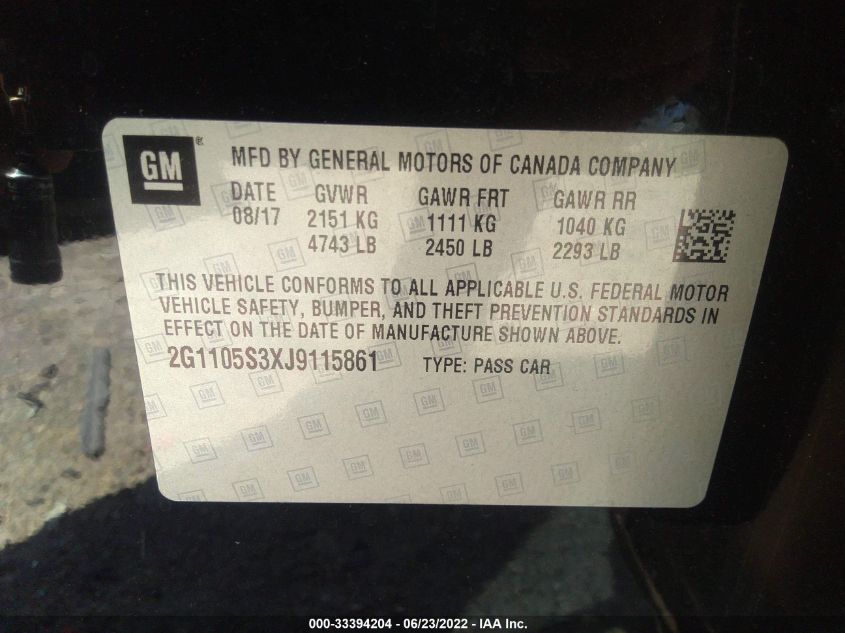 GM ®
MFD BY GENERAL MOTORS OF CANADA COMPANY
DATE GVWR GAWR FRT GAWR RR
08/17 2151 KG 1111 KG 1040 KG
4743 LB 2450 LB 2293 LB
THIS VEHICLE CONFORMS TO ALL APPLICABLE U.S. FEDERAL MOTOR
VEHICLE SAFETY, BUMPER, AND THEFT PREVENTION STANDARDS IN
EFFECT ON THE DATE OF MANUFACTURE SHOWN ABOVE.
2G1105S3XJ9115861 TYPE: PASS CAR
000-33394204 - 06/23/2022 - IAA Inc.